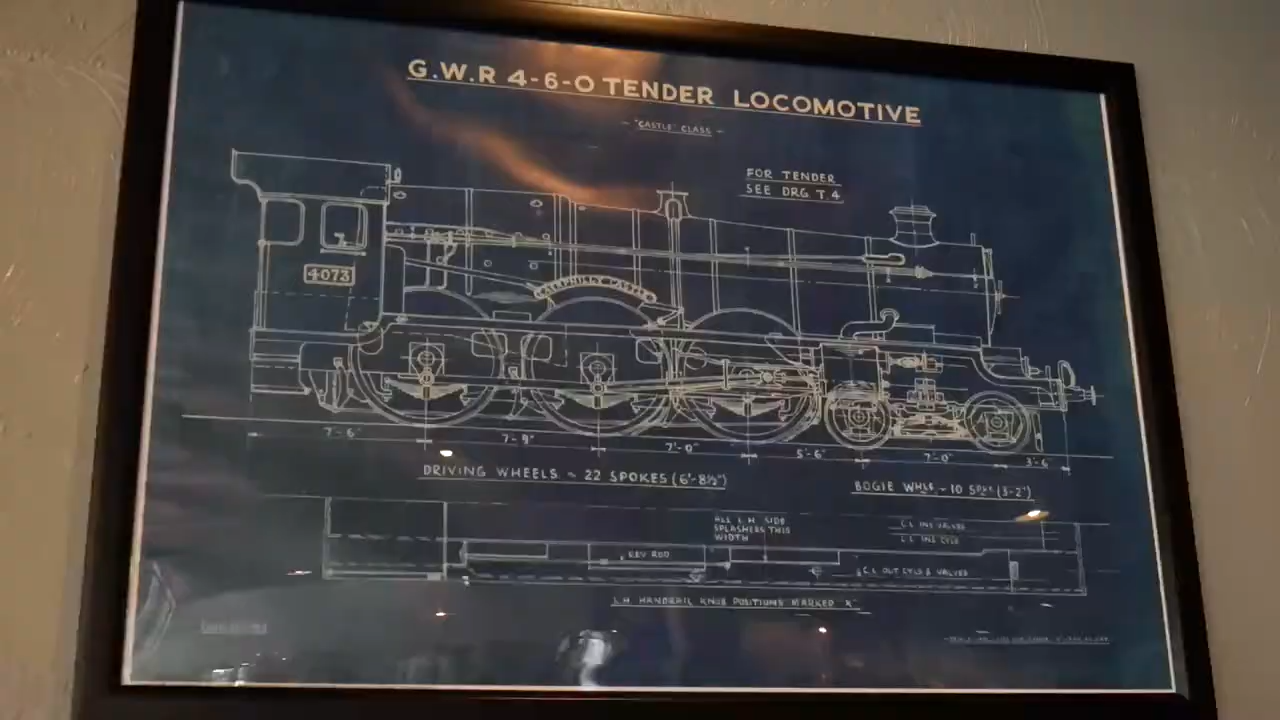 G.W.R 4-6-0 TENDER LOCOMOTIVE
- "CASTLE" CLASS -
FOR TENDER
SEE DRG. T.4
4073
CAERPHILLY CASTLE
7'-6" 7'-9" 7'-0" 5'-6" 7'-0" 3'-6"
DRIVING WHEELS ~ 22 SPOKES (6'-8½")
BOGIE WHLS ~ 10 SPKS (3'-2")
ALL L.H SIDE
SPLASHERS THIS
WIDTH
C.L INS VALVES
C.L INS CYLS
REV ROD
C.L OUT CYLS & VALVES
L.H HANDRAIL KNOB POSITIONS MARKED X